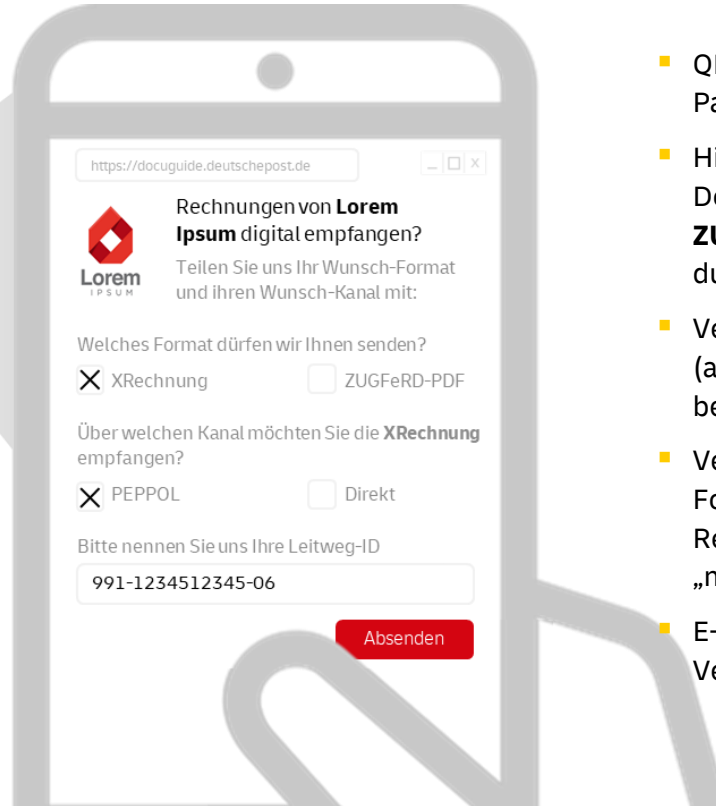 https://docuguide.deutschepost.de
Rechnungen von Lorem
Ipsum digital empfangen?
Lorem
IPSUM
Teilen Sie uns Ihr Wunsch-Format
und ihren Wunsch-Kanal mit:
Welches Format dürfen wir Ihnen senden?
XRechnung ZUGFeRD-PDF
Über welchen Kanal möchten Sie die XRechnung
empfangen?
PEPPOL Direkt
Bitte nennen Sie uns Ihre Leitweg-ID
991-1234512345-06
Absenden